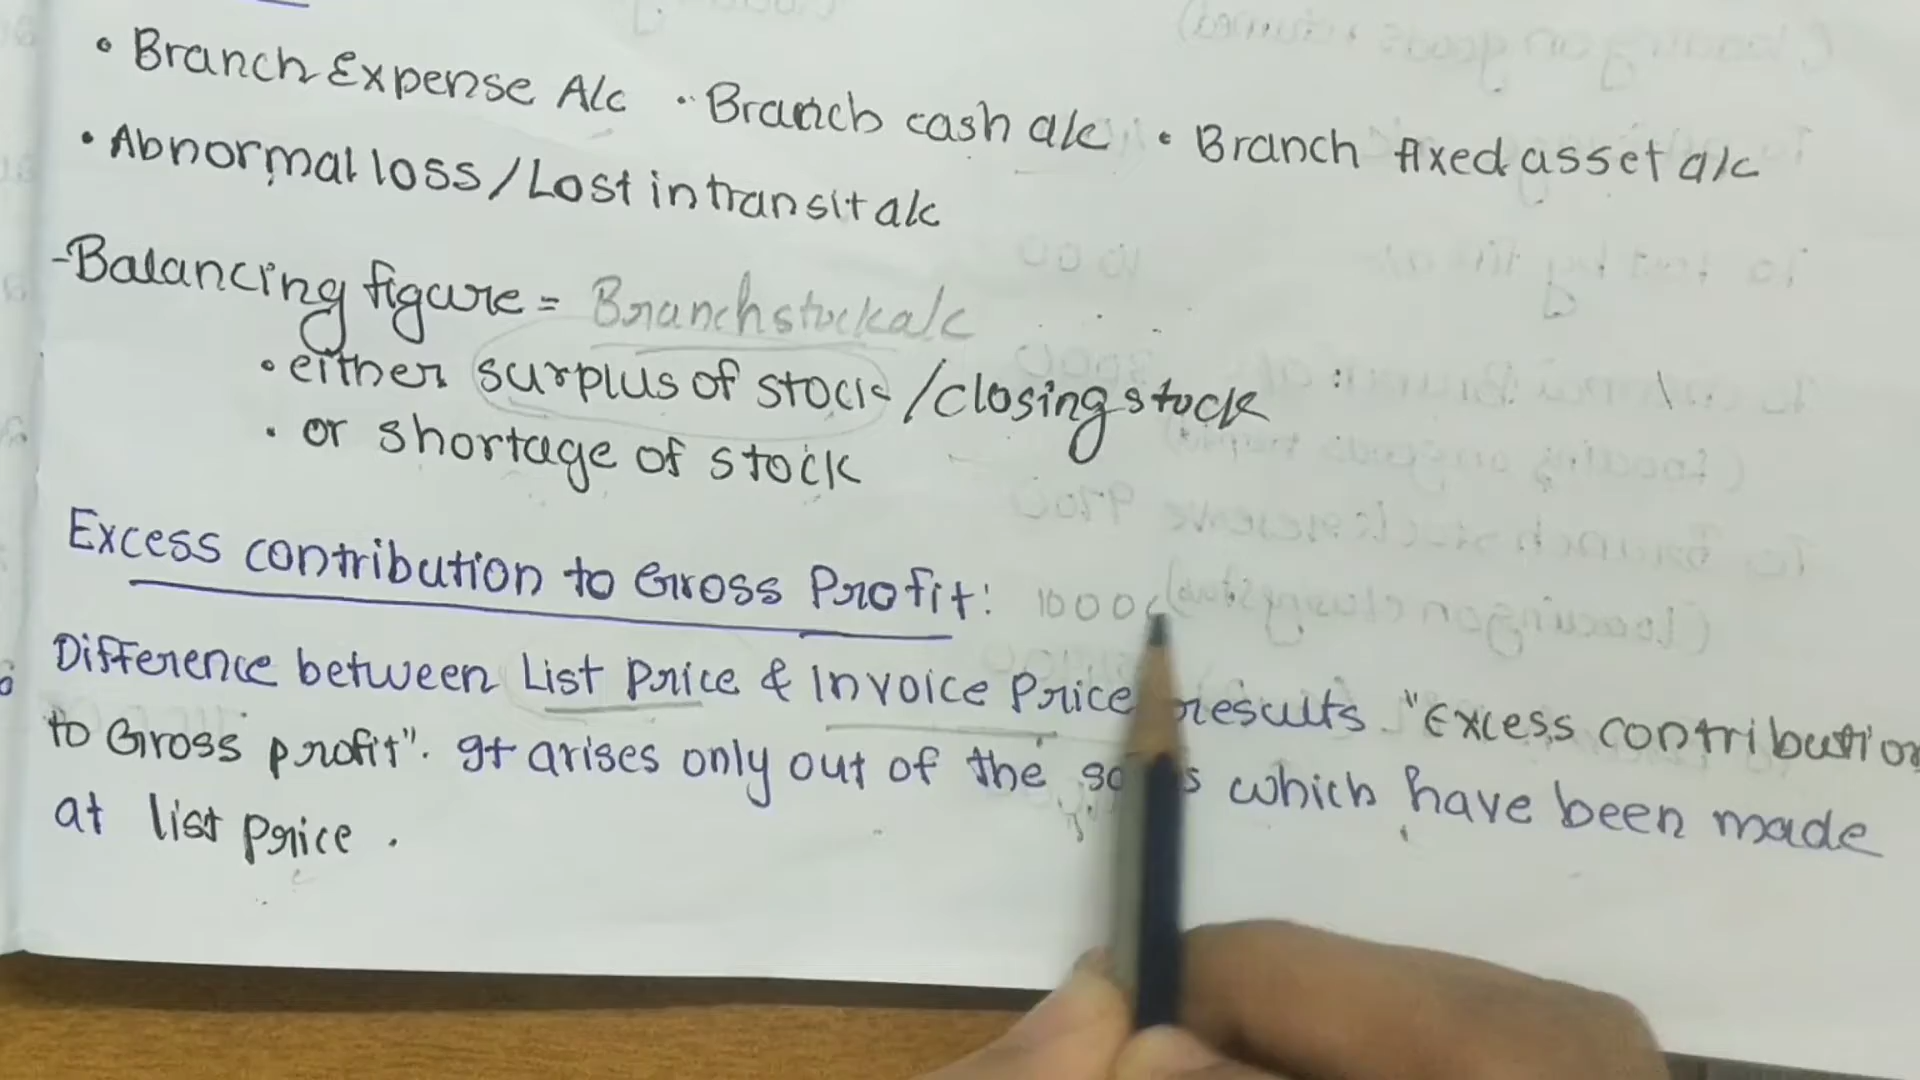 • Branch Expense A/c • Branch cash a/c • Branch fixed asset a/c
• Abnormal loss/Lost in transit a/c
-Balancing figure = Branch stock a/c
• either surplus of stock /closing stock
• or shortage of stock
Excess contribution to Gross Profit: 1000
Difference between List Price & Invoice Price results "Excess contribution
to Gross profit". It arises only out of the which have been made
at list price.